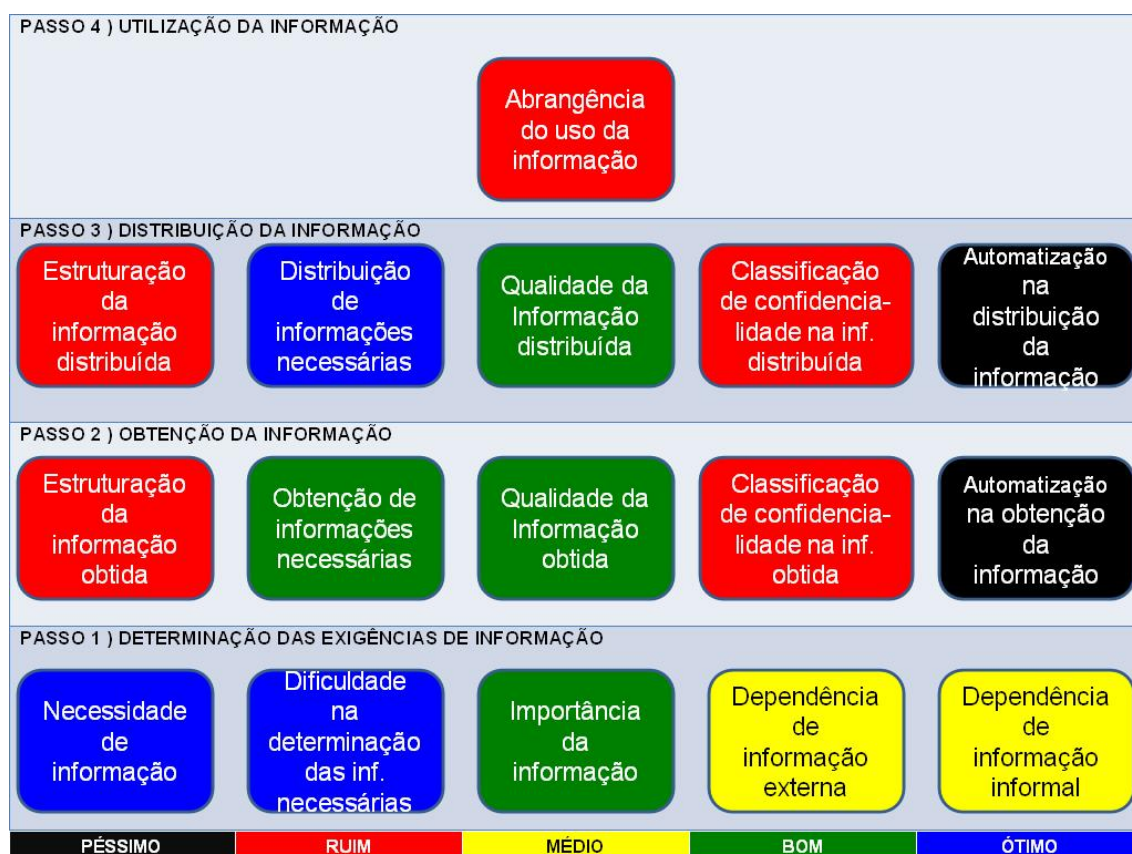 PASSO 4 ) UTILIZAÇÃO DA INFORMAÇÃO
Abrangência
do uso da
informação
PASSO 3 ) DISTRIBUIÇÃO DA INFORMAÇÃO
Estruturação
da
informação
distribuída
Distribuição
de
informações
necessárias
Qualidade da
Informação
distribuída
Classificação
de confidencia-
lidade na inf.
distribuída
Automatização
na
distribuição
da
informação
PASSO 2 ) OBTENÇÃO DA INFORMAÇÃO
Estruturação
da
informação
obtida
Obtenção de
informações
necessárias
Qualidade da
Informação
obtida
Classificação
de confidencia-
lidade na inf.
obtida
Automatização
na obtenção
da
informação
PASSO 1 ) DETERMINAÇÃO DAS EXIGÊNCIAS DE INFORMAÇÃO
Necessidade
de
informação
Dificuldade
na
determinação
das inf.
necessárias
Importância
da
informação
Dependência
de
informação
externa
Dependência
de
informação
informal
PÉSSIMO RUIM MÉDIO BOM ÓTIMO